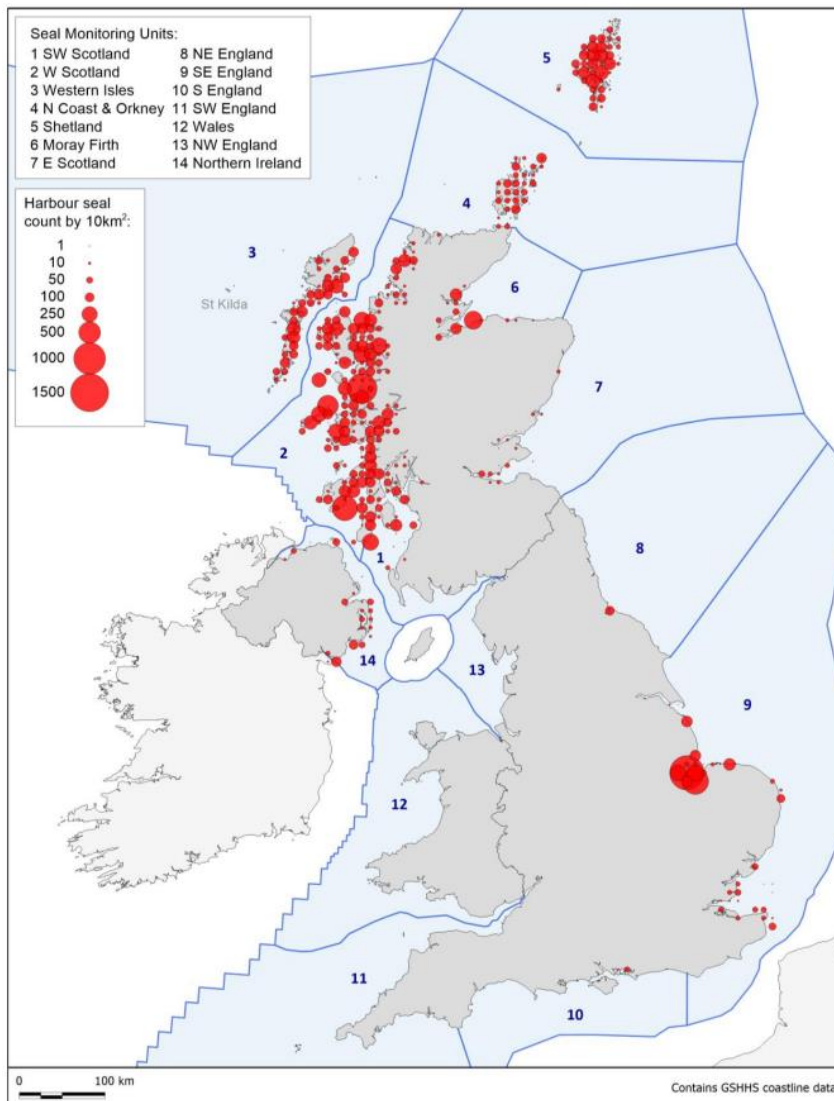 Seal Monitoring Units:
1 SW Scotland 8 NE England
2 W Scotland 9 SE England
3 Western Isles 10 S England
4 N Coast & Orkney 11 SW England
5 Shetland 12 Wales
6 Moray Firth 13 NW England
7 E Scotland 14 Northern Ireland
Harbour seal
count by 10km²:
1
10
50
100
250
500
1000
1500
5
4
3
6
St Kilda
7
2
8
1
14
13
9
12
11
10
0 100 km
Contains GSHHS coastline data